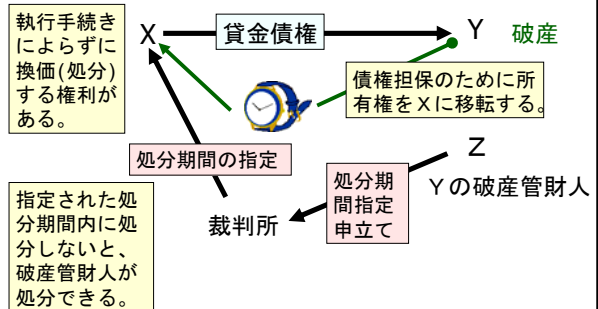 執行手続き
によらずに
換価(処分)
する権利が
ある。
X
貸金債権
Y
破産
債権担保のために所
有権をXに移転する。
処分期間の指定
処分期
間指定
申立て
Z
Yの破産管財人
裁判所
指定された処
分期間内に処
分しないと、
破産管財人が
処分できる。